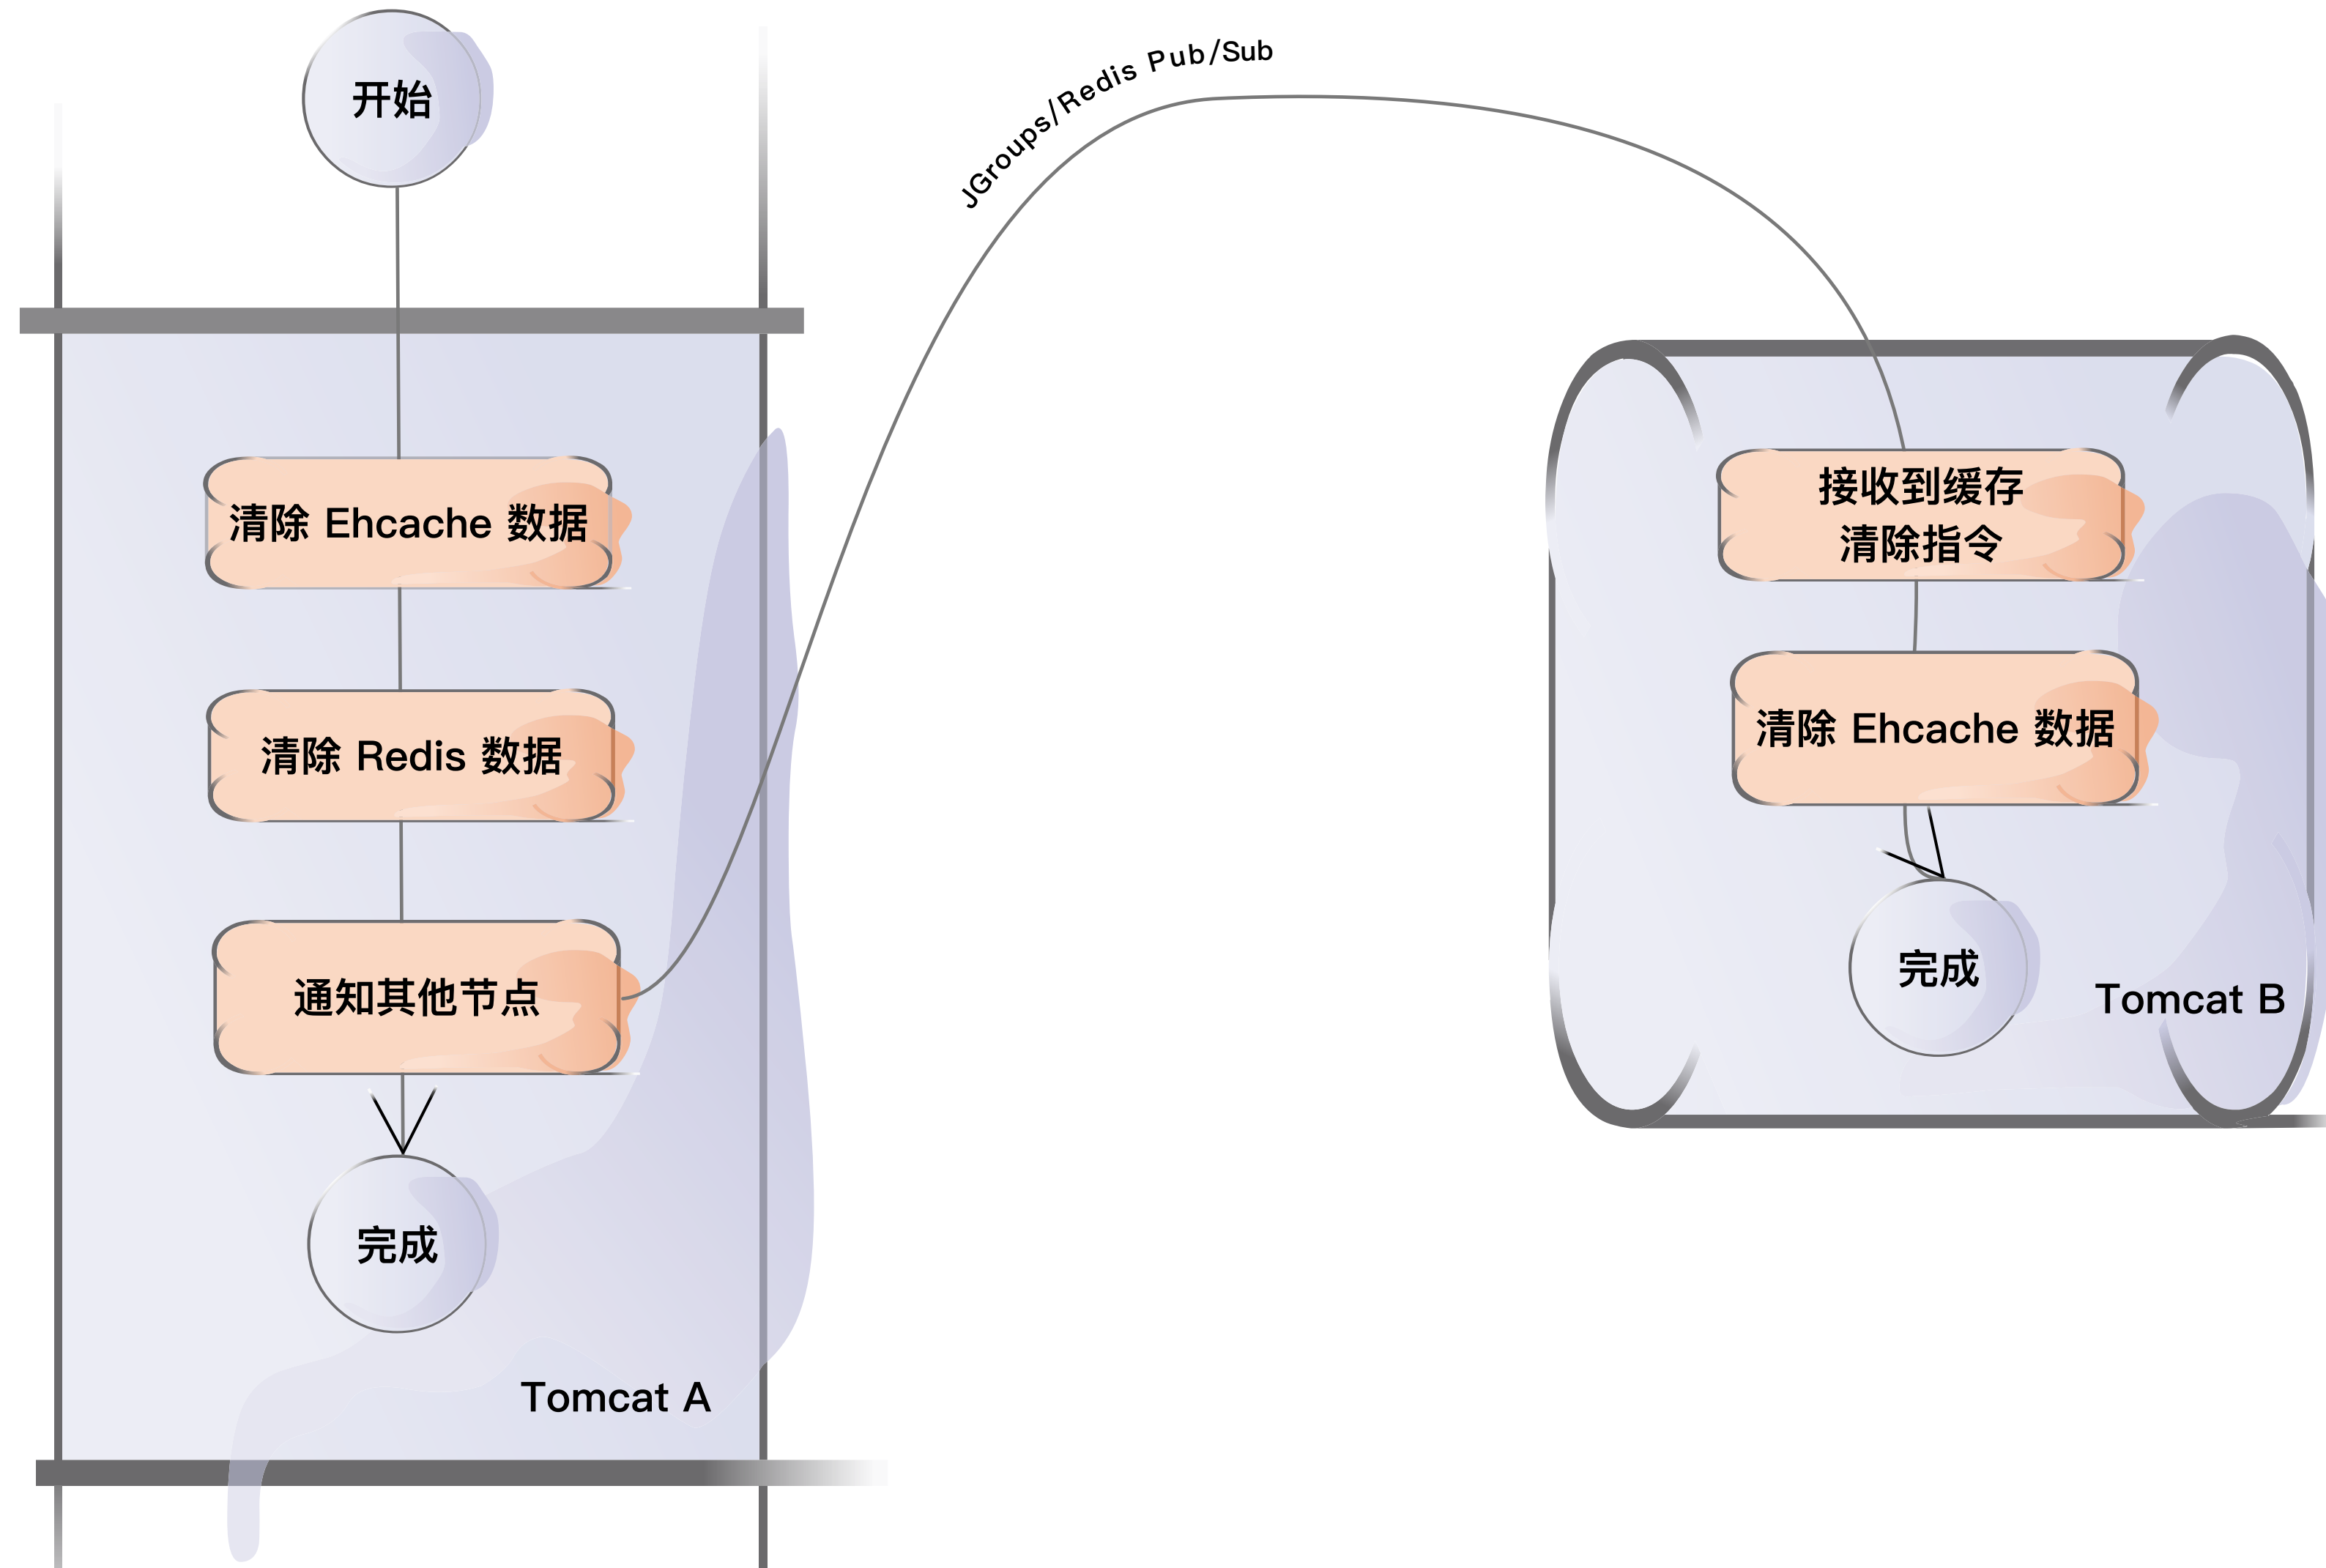 开始
JGroups/Redis Pub/Sub
清除 Ehcache 数据
清除 Redis 数据
通知其他节点
完成
Tomcat A
接收到缓存
清除指令
清除 Ehcache 数据
完成
Tomcat B